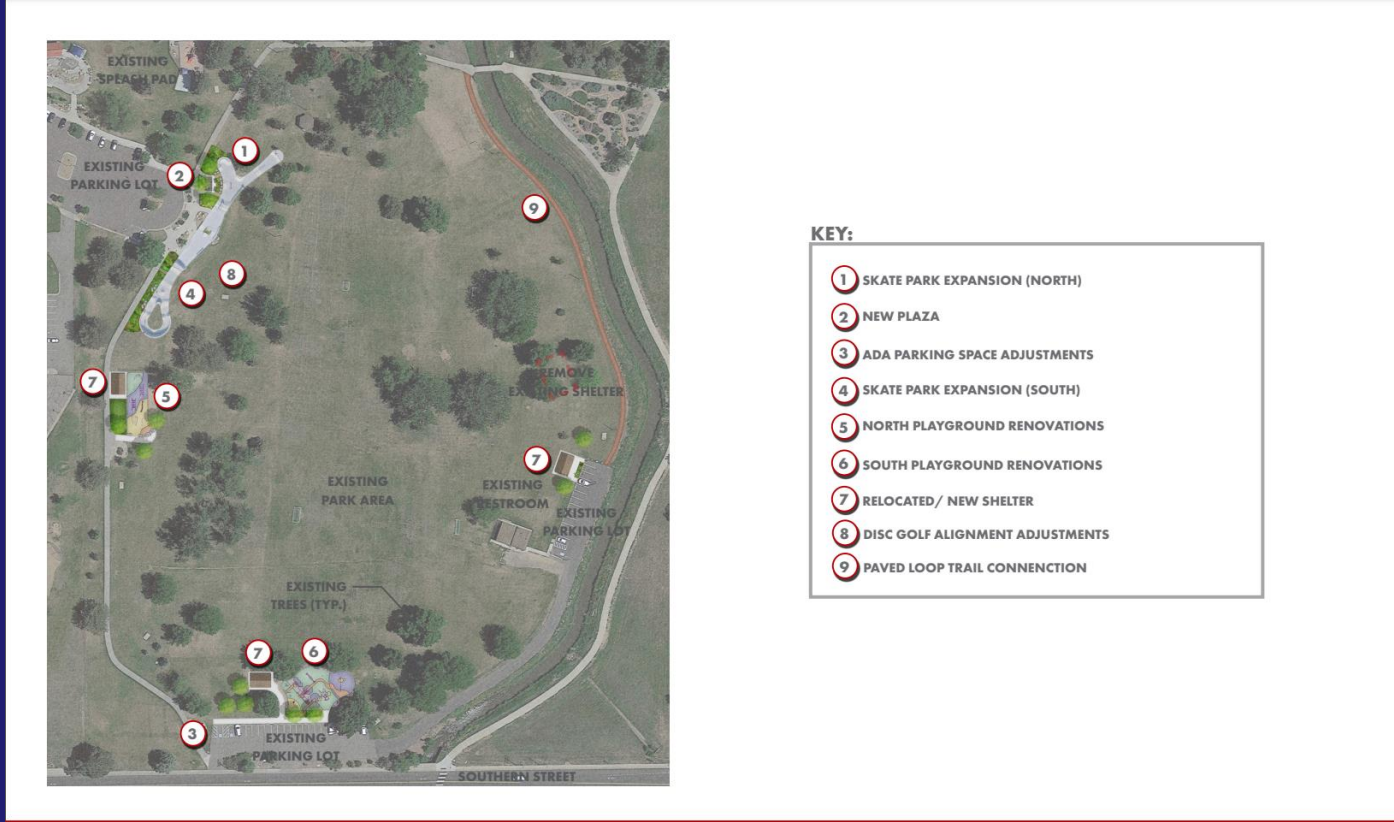 EXISTING
SPLASH PAD
1
EXISTING
PARKING LOT
2
9
8
4
7
5
REMOVE
EXISTING SHELTER
7
EXISTING
RESTROOM
EXISTING
PARKING LOT
EXISTING
PARK AREA
EXISTING
TREES (TYP.)
7
6
3
EXISTING
PARKING LOT
SOUTHERN STREET
KEY:
1 SKATE PARK EXPANSION (NORTH)
2 NEW PLAZA
3 ADA PARKING SPACE ADJUSTMENTS
4 SKATE PARK EXPANSION (SOUTH)
5 NORTH PLAYGROUND RENOVATIONS
6 SOUTH PLAYGROUND RENOVATIONS
7 RELOCATED/ NEW SHELTER
8 DISC GOLF ALIGNMENT ADJUSTMENTS
9 PAVED LOOP TRAIL CONNENCTION